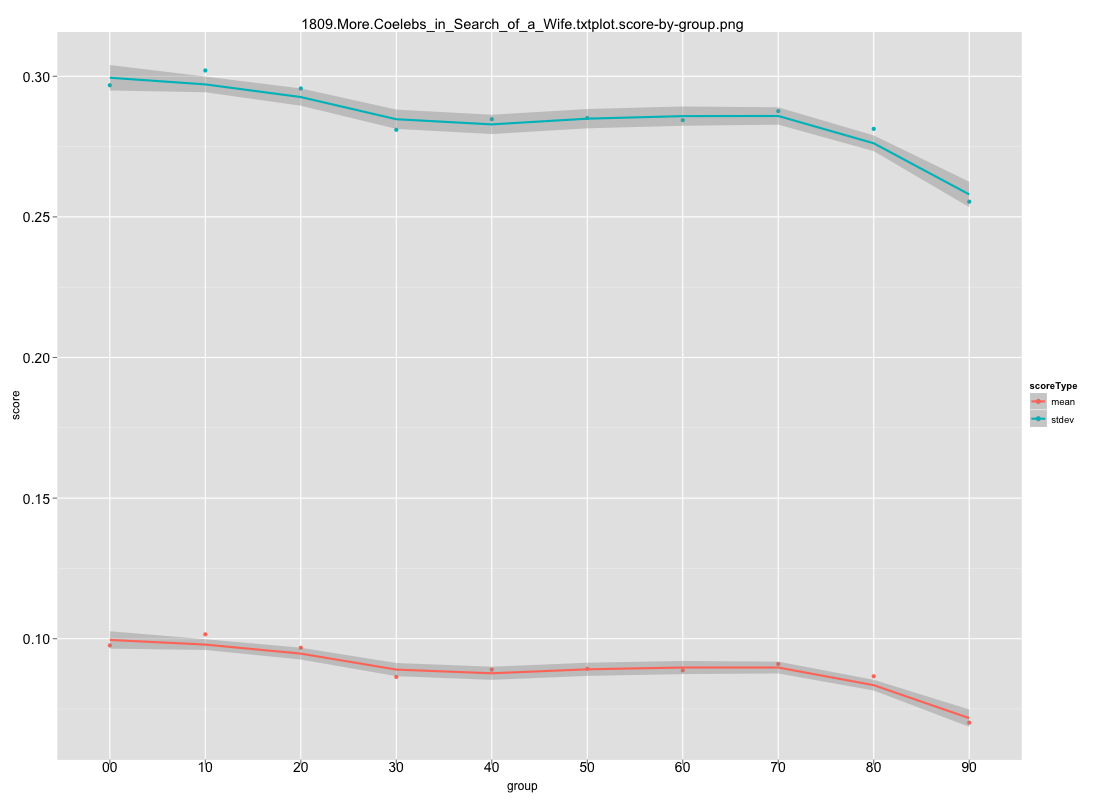 1809.More.Coelebs_in_Search_of_a_Wife.txtplot.score-by-group.png
0.30
0.25
0.20
0.15
0.10
score
00 10 20 30 40 50 60 70 80 90
group
scoreType
mean
stdev